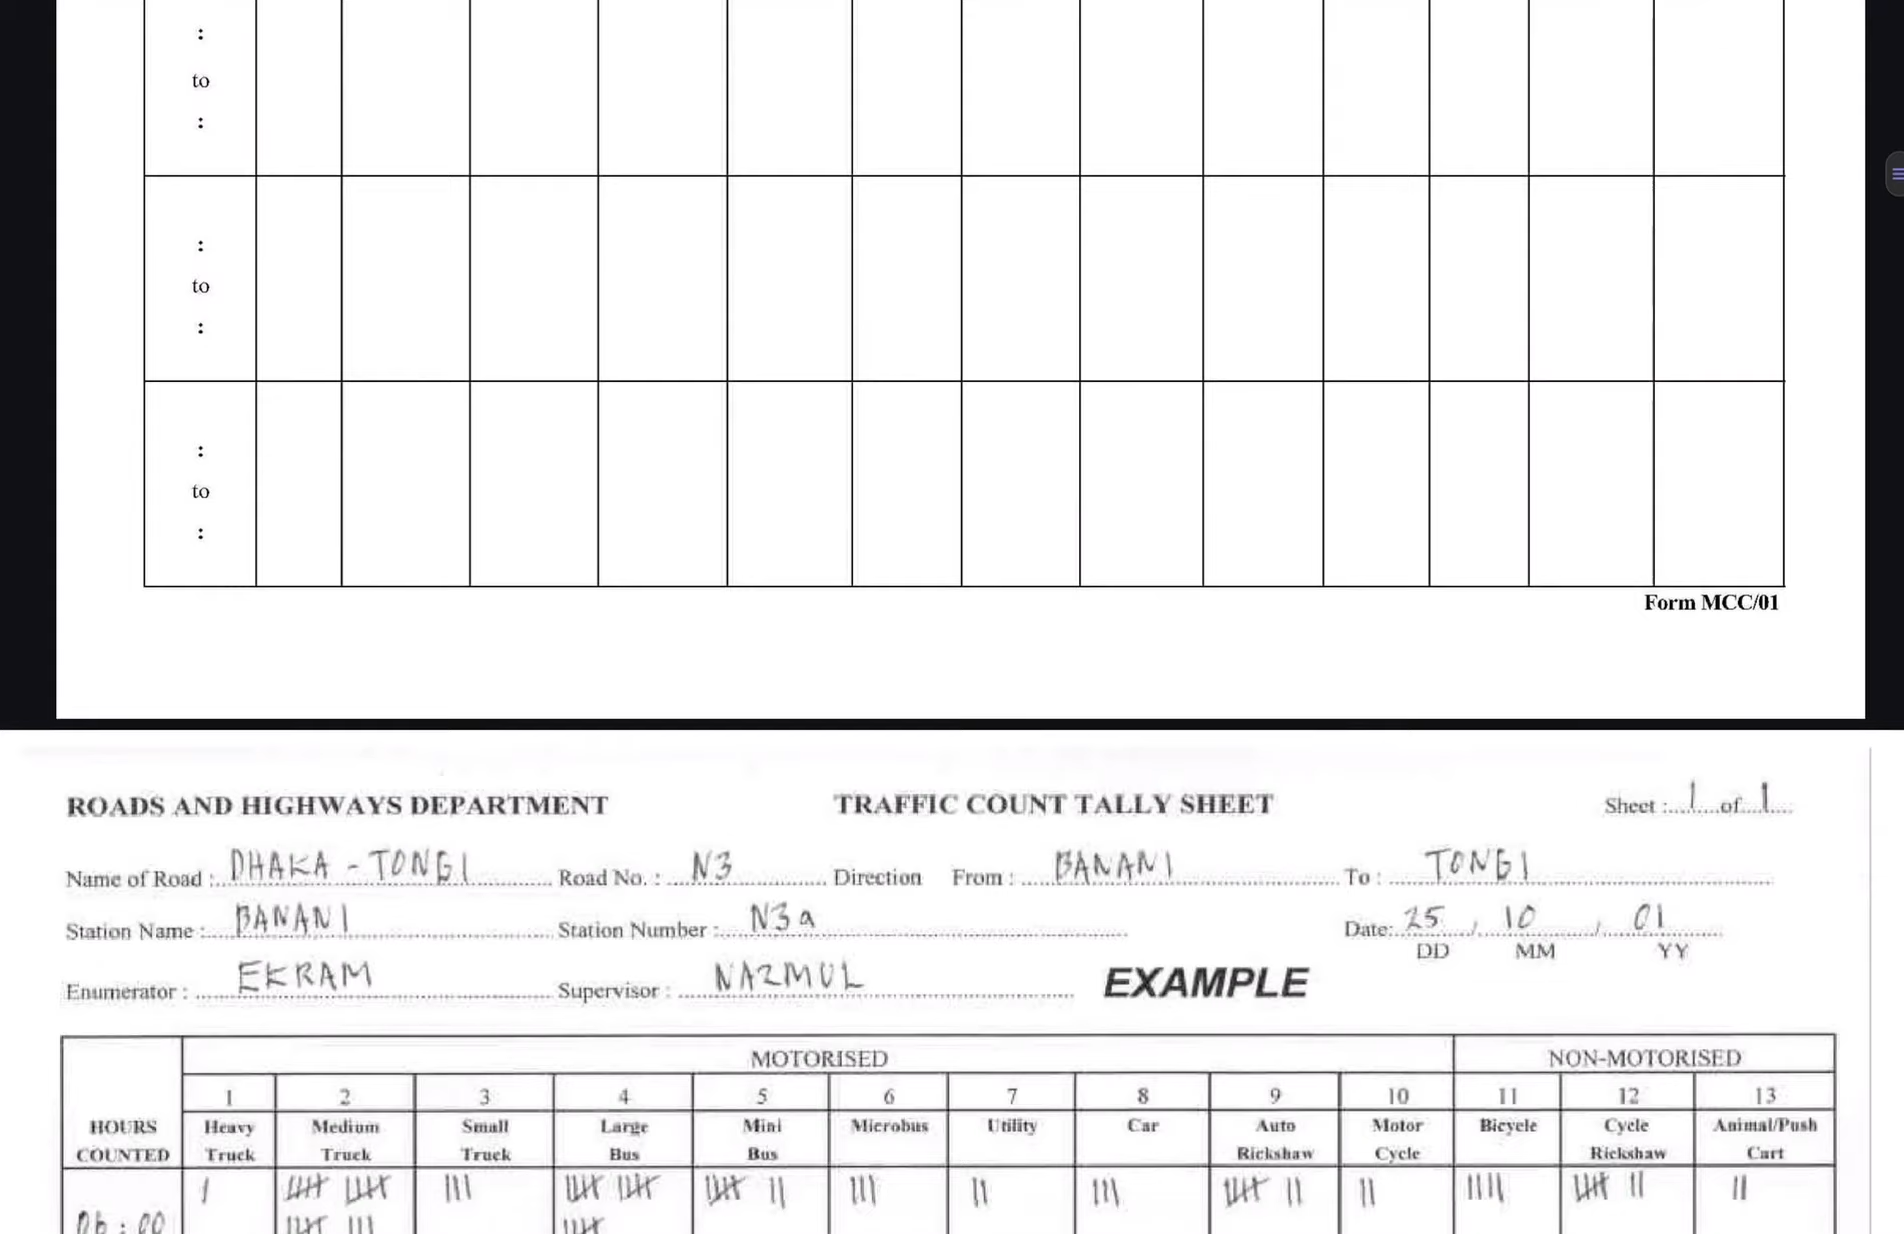 :
to
:
:
to
:
:
to
:
Form MCC/01
ROADS AND HIGHWAYS DEPARTMENT TRAFFIC COUNT TALLY SHEET Sheet : 1 of 1
Name of Road : DHAKA - TONGI Road No. : N3 Direction From : BANANI To : TONGI
Station Name : BANANI Station Number : N3a Date: 25 / 10 / 01
DD MM YY
Enumerator : EKRAM Supervisor : NAZMUL EXAMPLE
MOTORISED NON-MOTORISED
1 2 3 4 5 6 7 8 9 10 11 12 13
HOURS Heavy Medium Small Large Mini Microbus Utility Car Auto Motor Bicycle Cycle Animal/Push
COUNTED Truck Truck Truck Bus Bus Rickshaw Cycle Rickshaw Cart
06 : 00